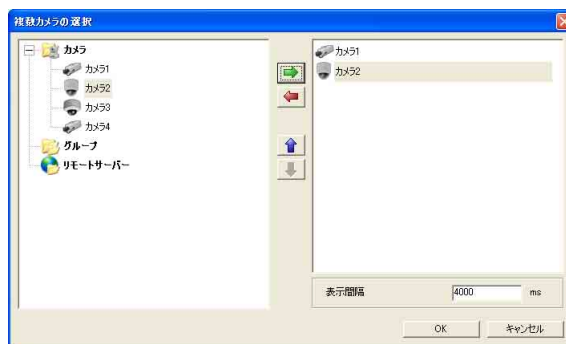 複数カメラの選択
カメラ
カメラ1
カメラ2
カメラ3
カメラ4
グループ
リモートサーバー
カメラ1
カメラ2
表示間隔 4000 ms
OK キャンセル